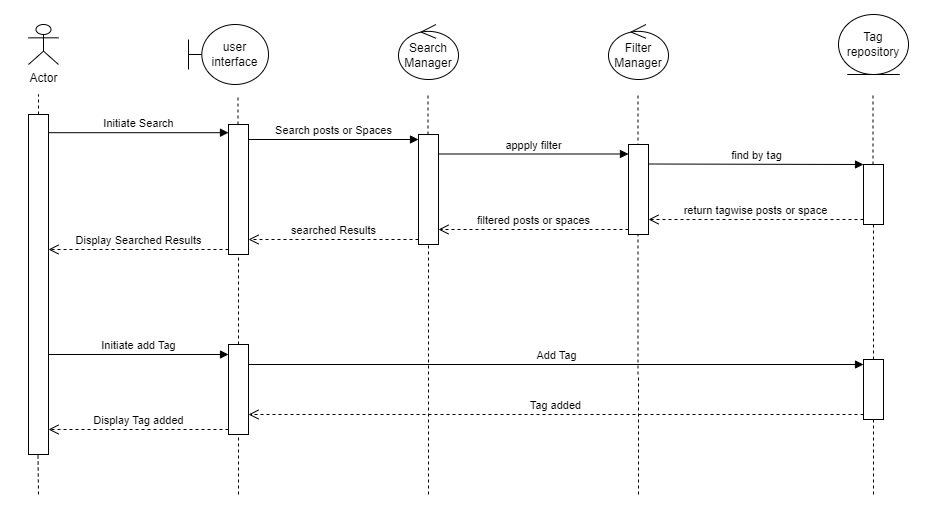 Actor
user
interface
Search
Manager
Filter
Manager
Tag
repository
Initiate Search
Search posts or Spaces
appply filter
find by tag
return tagwise posts or space
filtered posts or spaces
searched Results
Display Searched Results
Initiate add Tag
Add Tag
Tag added
Display Tag added